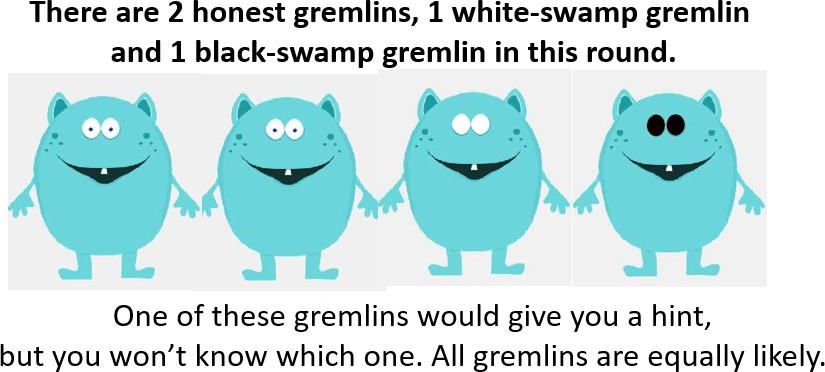 There are 2 honest gremlins, 1 white-swamp gremlin
and 1 black-swamp gremlin in this round.
One of these gremlins would give you a hint,
but you won’t know which one. All gremlins are equally likely.